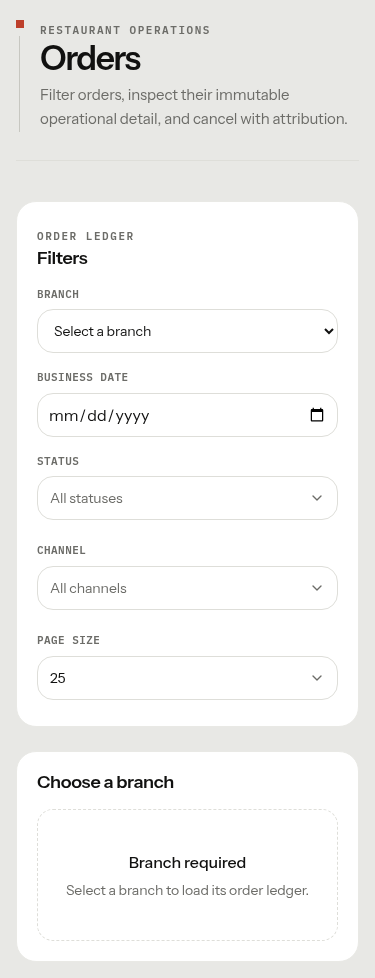 RESTAURANT OPERATIONS
Orders
Filter orders, inspect their immutable
operational detail, and cancel with attribution.
ORDER LEDGER
Filters
BRANCH
Select a branch
BUSINESS DATE
mm/dd/yyyy
STATUS
All statuses
CHANNEL
All channels
PAGE SIZE
25
Choose a branch
Branch required
Select a branch to load its order ledger.